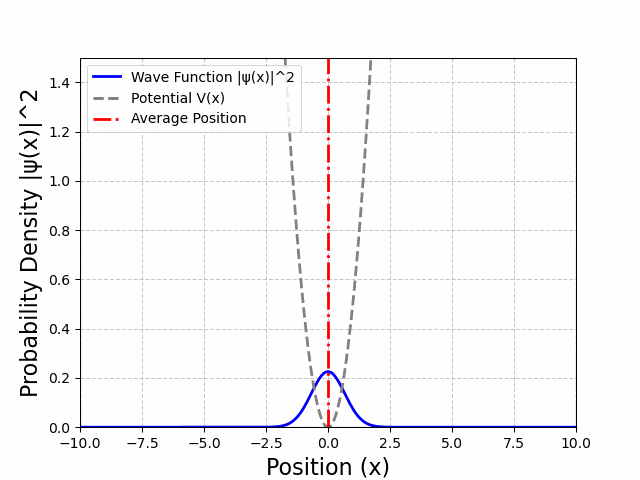 Wave Function |ψ(x)|^2
Potential V(x)
Average Position
Probability Density |ψ(x)|^2
1.4
1.2
1.0
0.8
0.6
0.4
0.2
0.0
−10.0 −7.5 −5.0 −2.5 0.0 2.5 5.0 7.5 10.0
Position (x)